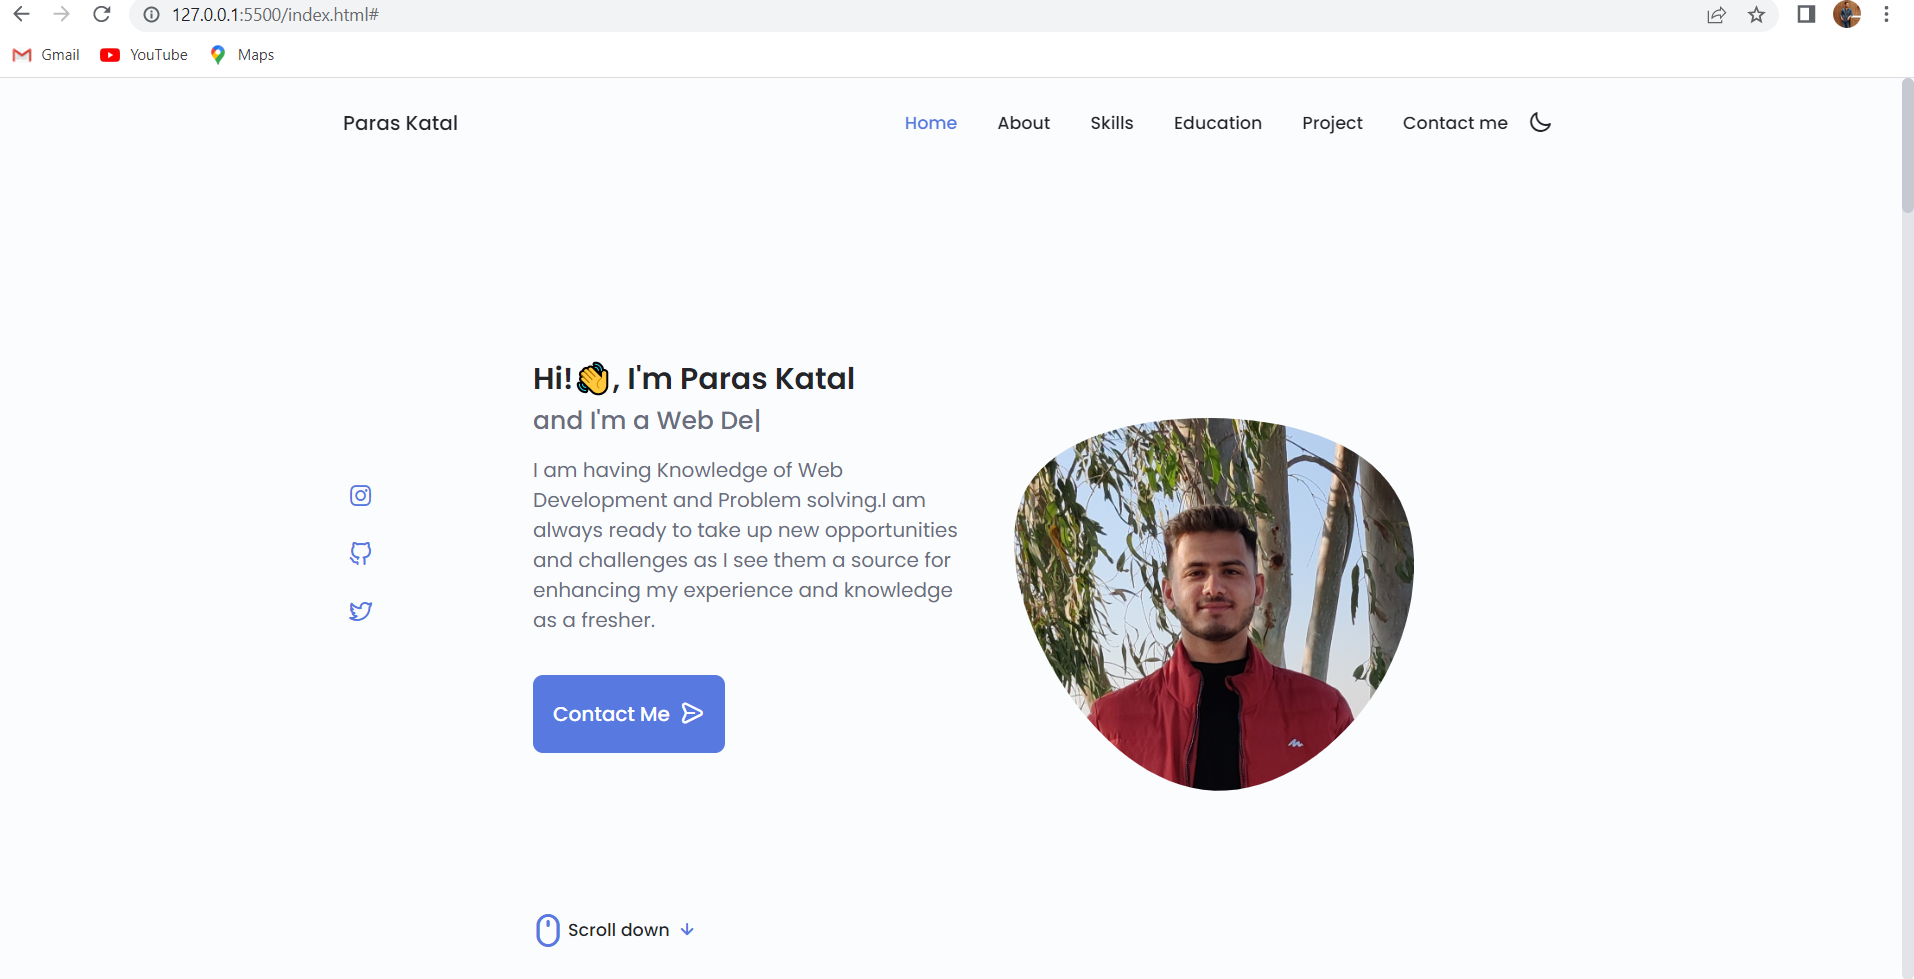 127.0.0.1:5500/index.html#
Gmail YouTube Maps
Paras Katal
Home About Skills Education Project Contact me
Hi!👋, I'm Paras Katal
and I'm a Web De|
I am having Knowledge of Web
Development and Problem solving.I am
always ready to take up new opportunities
and challenges as I see them a source for
enhancing my experience and knowledge
as a fresher.
Contact Me
Scroll down